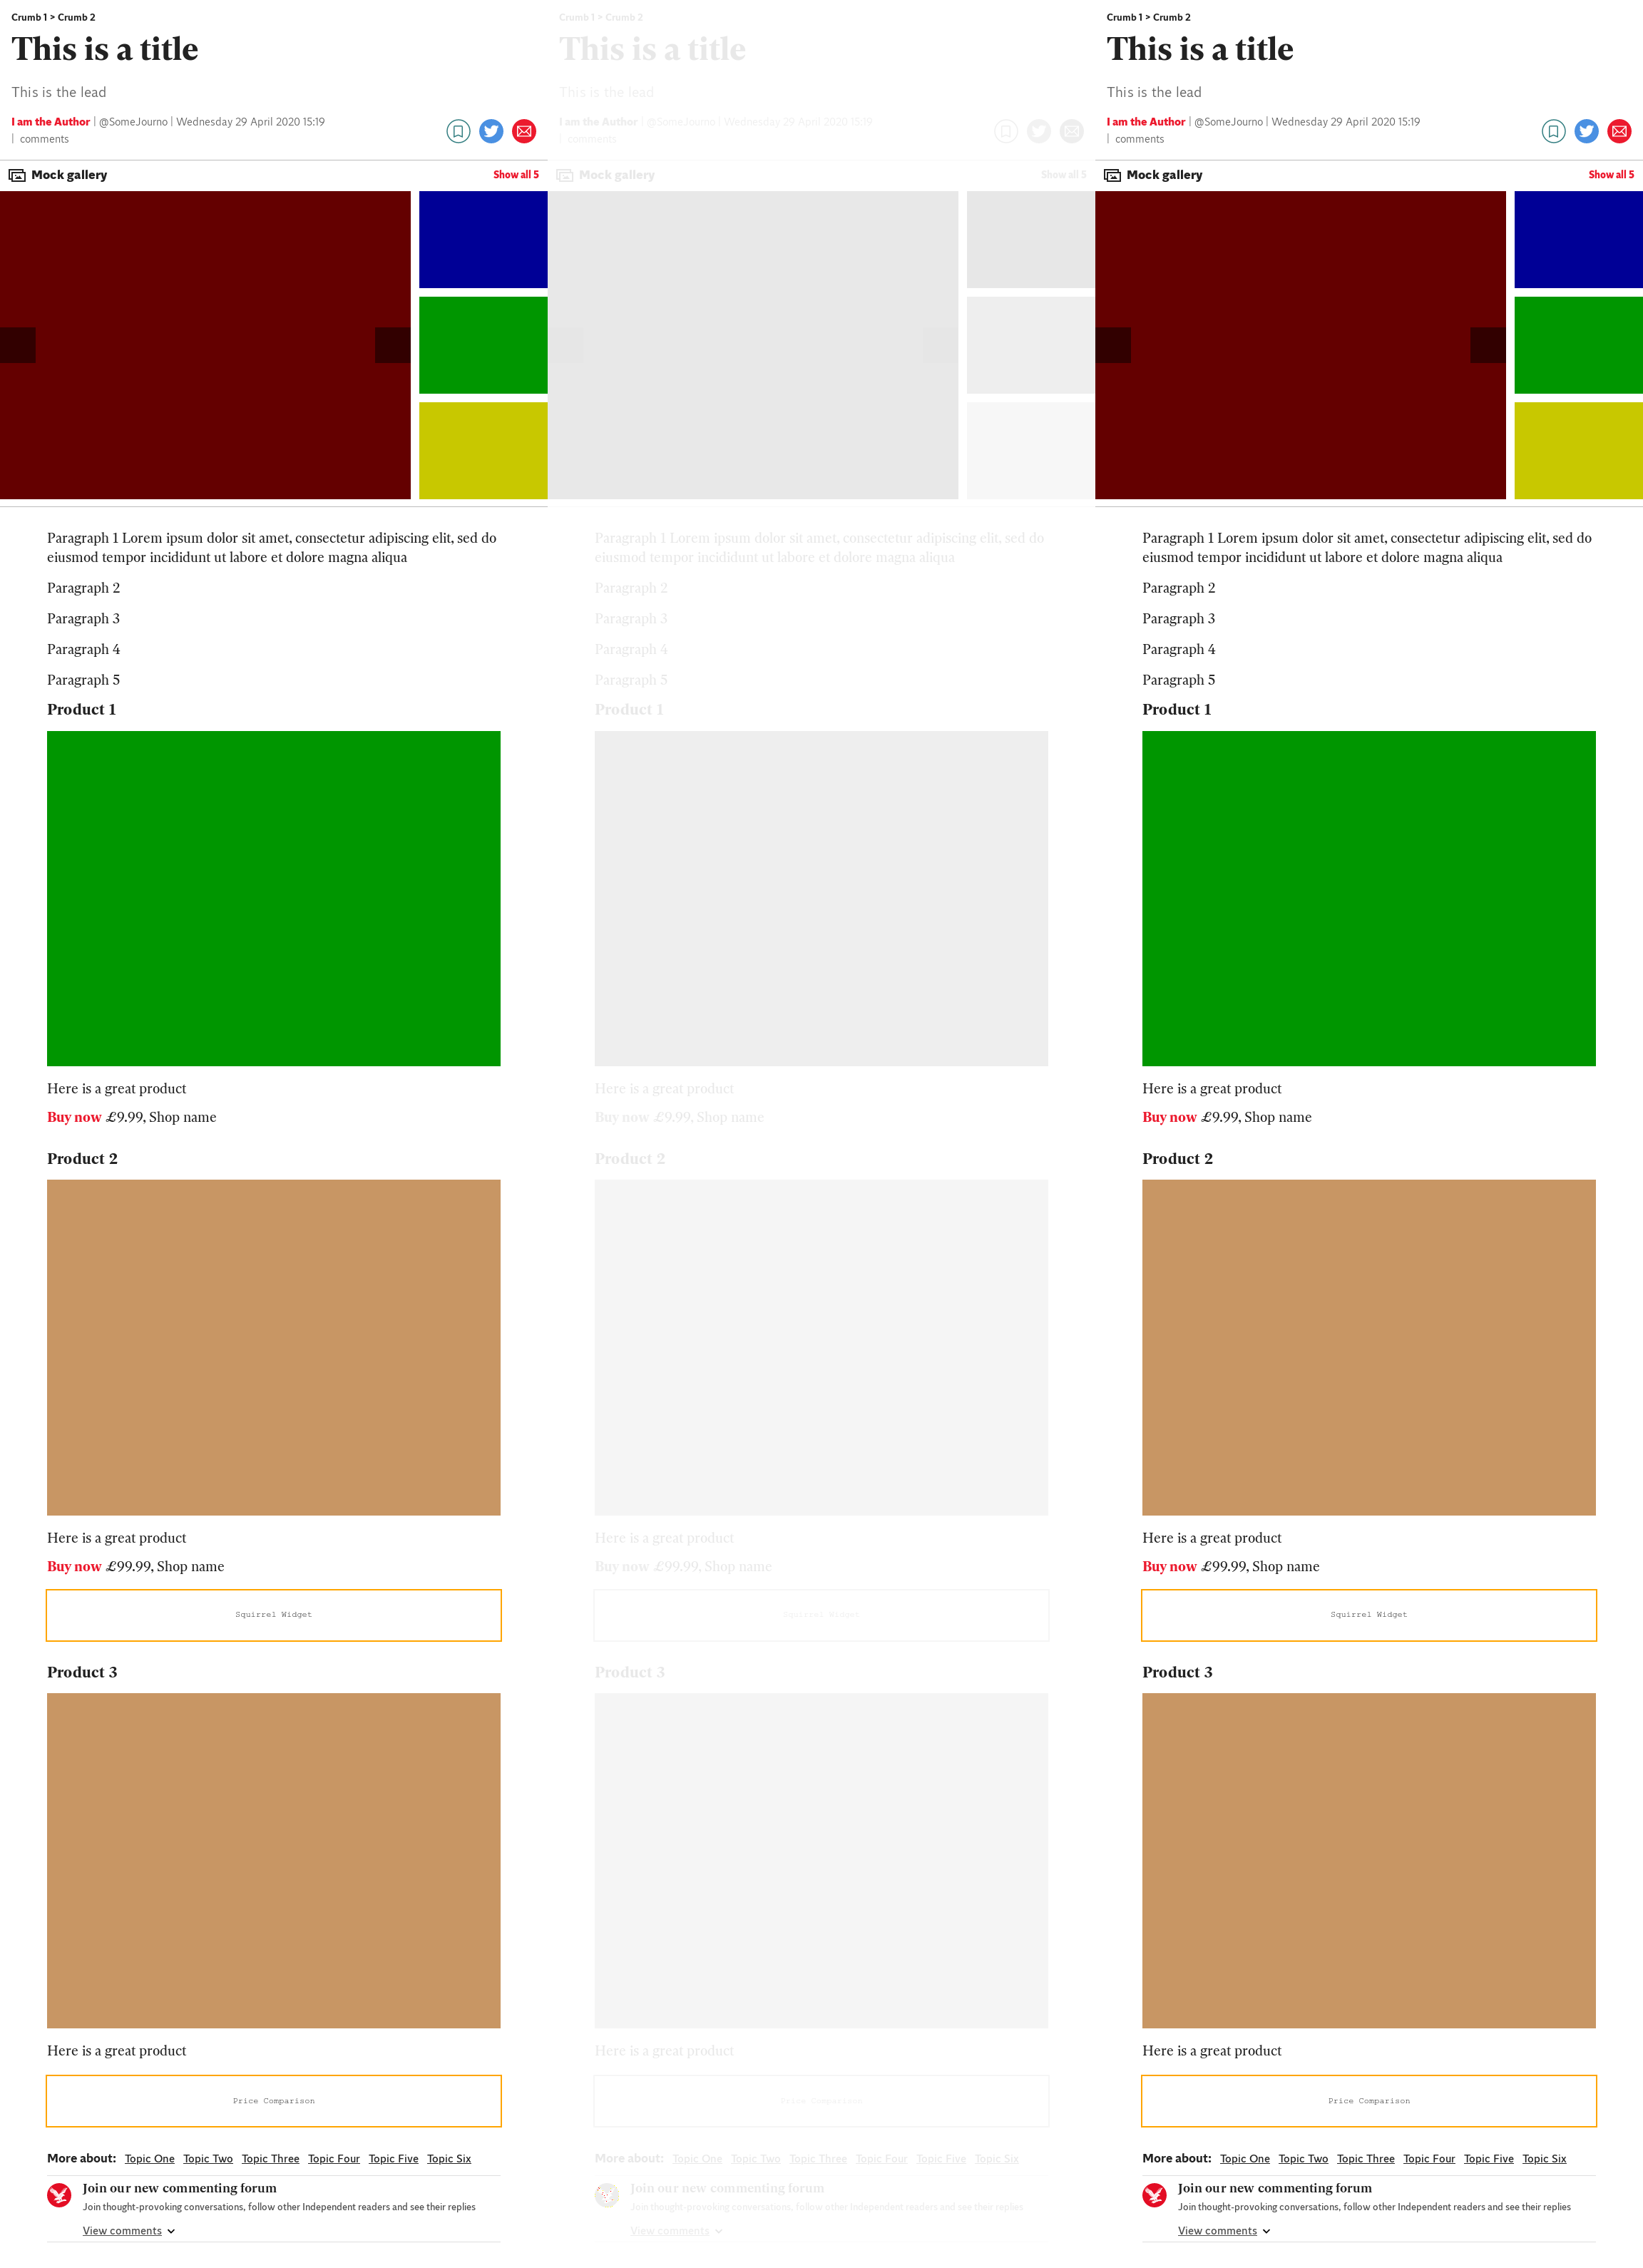 Crumb 1 > Crumb 2
This is a title
This is the lead
I am the Author | @SomeJourno | Wednesday 29 April 2020 15:19
| comments
Mock gallery
Show all 5
Paragraph 1 Lorem ipsum dolor sit amet, consectetur adipiscing elit, sed do
eiusmod tempor incididunt ut labore et dolore magna aliqua
Paragraph 2
Paragraph 3
Paragraph 4
Paragraph 5
Product 1
Here is a great product
Buy now £9.99, Shop name
Product 2
Here is a great product
Buy now £99.99, Shop name
Squirrel Widget
Product 3
Here is a great product
Price Comparison
More about: Topic One Topic Two Topic Three Topic Four Topic Five Topic Six
Join our new commenting forum
Join thought-provoking conversations, follow other Independent readers and see their replies
View comments
Crumb 1 > Crumb 2
This is a title
This is the lead
I am the Author | @SomeJourno | Wednesday 29 April 2020 15:19
| comments
Mock gallery
Show all 5
Paragraph 1 Lorem ipsum dolor sit amet, consectetur adipiscing elit, sed do
eiusmod tempor incididunt ut labore et dolore magna aliqua
Paragraph 2
Paragraph 3
Paragraph 4
Paragraph 5
Product 1
Here is a great product
Buy now £9.99, Shop name
Product 2
Here is a great product
Buy now £99.99, Shop name
Squirrel Widget
Product 3
Here is a great product
Price Comparison
More about: Topic One Topic Two Topic Three Topic Four Topic Five Topic Six
Join our new commenting forum
Join thought-provoking conversations, follow other Independent readers and see their replies
View comments
Crumb 1 > Crumb 2
This is a title
This is the lead
I am the Author | @SomeJourno | Wednesday 29 April 2020 15:19
| comments
Mock gallery
Show all 5
Paragraph 1 Lorem ipsum dolor sit amet, consectetur adipiscing elit, sed do
eiusmod tempor incididunt ut labore et dolore magna aliqua
Paragraph 2
Paragraph 3
Paragraph 4
Paragraph 5
Product 1
Here is a great product
Buy now £9.99, Shop name
Product 2
Here is a great product
Buy now £99.99, Shop name
Squirrel Widget
Product 3
Here is a great product
Price Comparison
More about: Topic One Topic Two Topic Three Topic Four Topic Five Topic Six
Join our new commenting forum
Join thought-provoking conversations, follow other Independent readers and see their replies
View comments